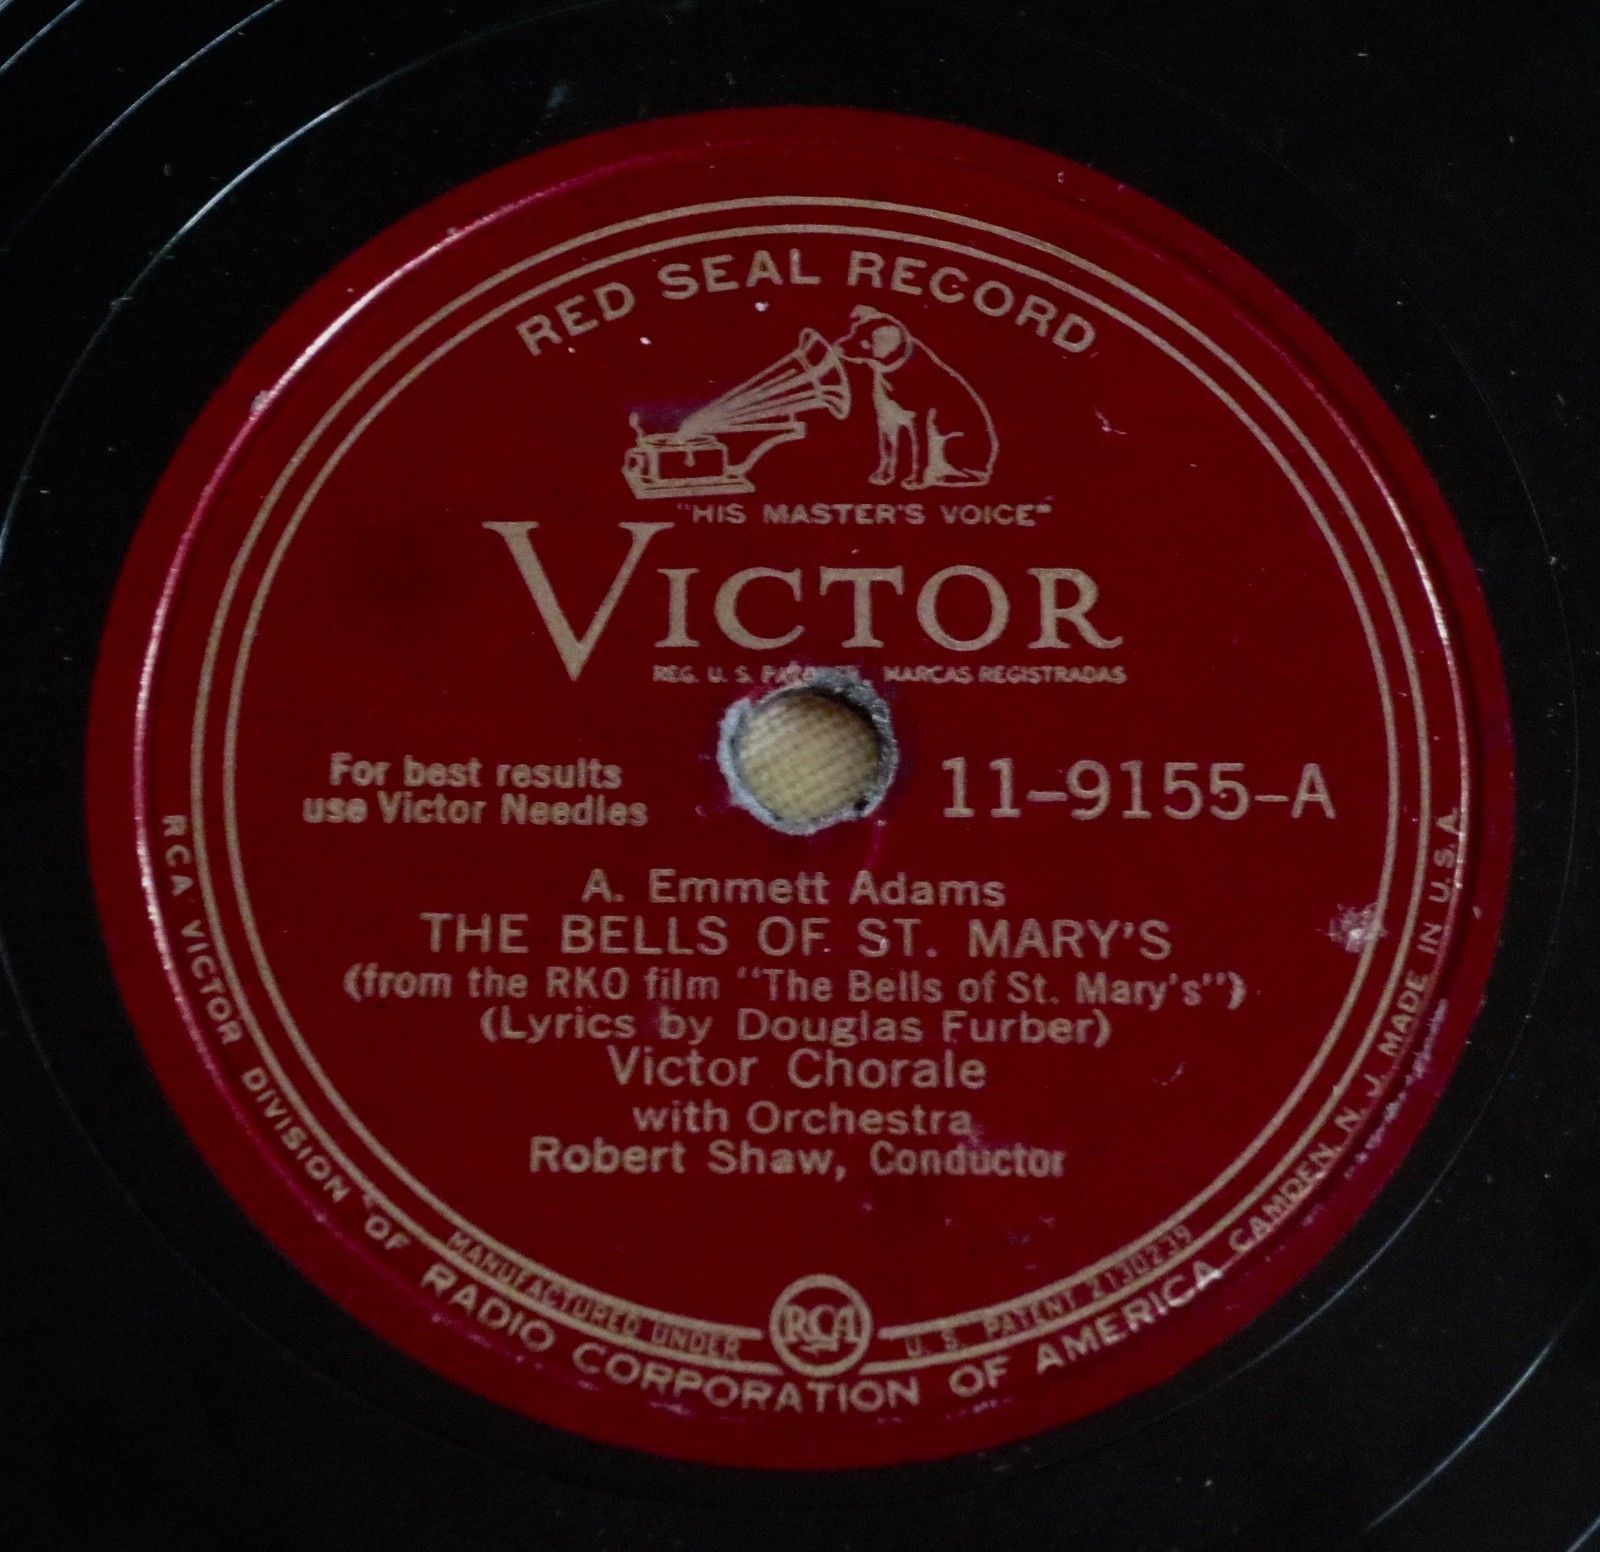 RED SEAL RECORD
"HIS MASTER'S VOICE"
VICTOR
REG. U. S. MARCAS REGISTRADAS
For best results
use Victor Needles
11-9155-A
A. Emmett Adams
THE BELLS OF ST. MARY'S
(from the RKO film "The Bells of St. Mary's")
(Lyrics by Douglas Furber)
Victor Chorale
with Orchestra
Robert Shaw, Conductor
MANUFACTURED UNDER
RCA
U. S. PATENT 2130239
RCA VICTOR DIVISION OF RADIO CORPORATION OF AMERICA CAMDEN, N. J. MADE IN U.S.A.